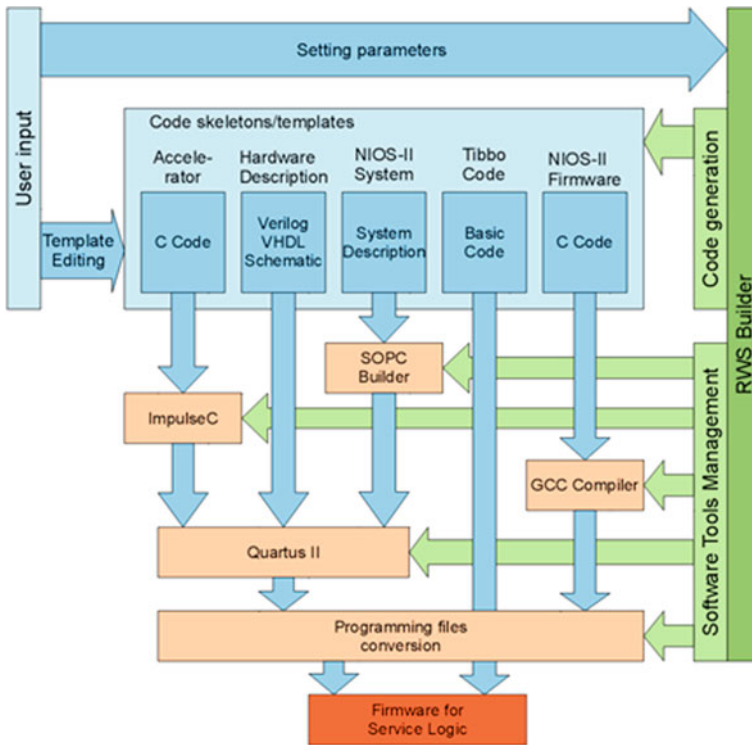 Setting parameters
User input
RWS Builder
Code skeletons/templates
Accele-
rator
Hardware
Description
NIOS-II
System
Tibbo
Code
NIOS-II
Firmware
C Code
Verilog
VHDL
Schematic
System
Description
Basic
Code
C Code
Template
Editing
Code generation
SOPC
Builder
ImpulseC
GCC Compiler
Software Tools Management
Quartus II
Programming files
conversion
Firmware for
Service Logic